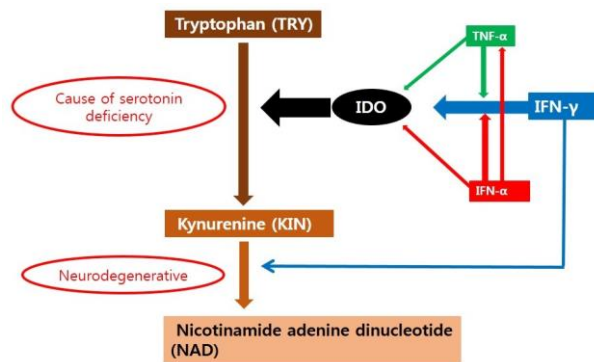 Tryptophan (TRY)
TNF-α
Cause of serotonin
deficiency
IDO
IFN-γ
IFN-α
Kynurenine (KIN)
Neurodegenerative
Nicotinamide adenine dinucleotide
(NAD)